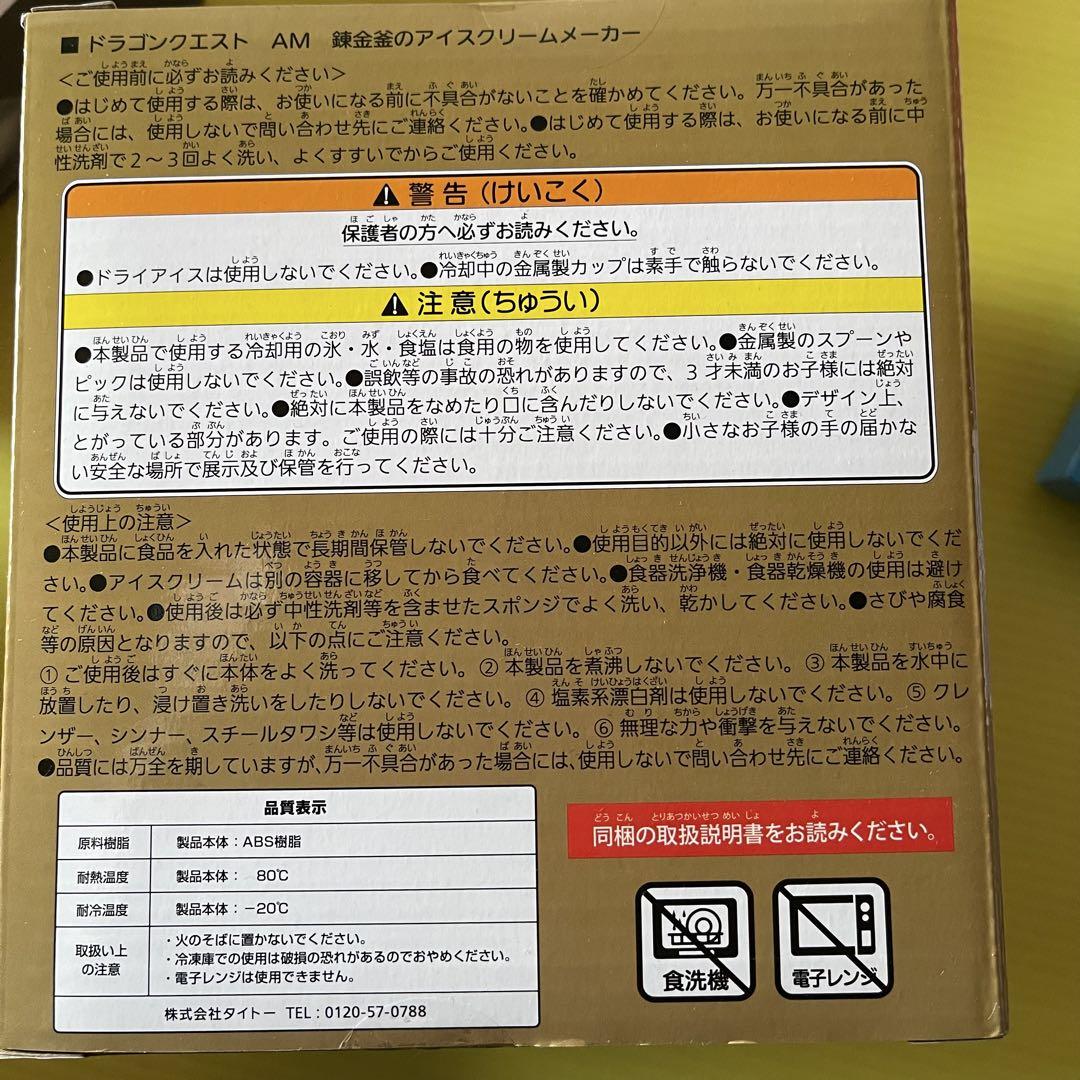 ■ドラゴンクエスト AM 錬金釜のアイスクリームメーカー
<ご使用前に必ずお読みください>
●はじめて使用する際は、お使いになる前に不具合がないことを確かめてください。万一不具合があった
場合には、使用しないで問い合わせ先にご連絡ください。●はじめて使用する際は、お使いになる前に中
性洗剤で2～3回よく洗い、よくすすいでからご使用ください。
⚠ 警告(けいこく)
保護者の方へ必ずお読みください。
●ドライアイスは使用しないでください。●冷却中の金属製カップは素手で触らないでください。
⚠ 注意(ちゅうい)
●本製品で使用する冷却用の氷・水・食塩は食用の物を使用してください。●金属製のスプーンや
ピックは使用しないでください。●誤飲等の事故の恐れがありますので、3才未満のお子様には絶対
に与えないでください。●絶対に本製品をなめたり口に含んだりしないでください。●デザイン上、
とがっている部分があります。ご使用の際には十分ご注意ください。●小さなお子様の手の届かな
い安全な場所で展示及び保管を行ってください。
<使用上の注意>
●本製品に食品を入れた状態で長期間保管しないでください。●使用目的以外には絶対に使用しないでくだ
さい。●アイスクリームは別の容器に移してから食べてください。●食器洗浄機・食器乾燥機の使用は避け
てください。●使用後は必ず中性洗剤等を含ませたスポンジでよく洗い、乾かしてください。●さびや腐食
等の原因となりますので、以下の点にご注意ください。
①ご使用後はすぐに本体をよく洗ってください。②本製品を煮沸しないでください。③本製品を水中に
放置したり、浸け置き洗いをしたりしないでください。④塩素系漂白剤は使用しないでください。⑤クレ
ンザー、シンナー、スチールタワシ等は使用しないでください。⑥無理な力や衝撃を与えないでください。
●品質には万全を期していますが、万一不具合があった場合には、使用しないで問い合わせ先にご連絡ください。
品質表示
原料樹脂 製品本体：ABS樹脂
耐熱温度 製品本体： 80℃
耐冷温度 製品本体：－20℃
取扱い上の注意
・火のそばに置かないでください。
・冷凍庫での使用は破損の恐れがあるのでおやめください。
・電子レンジは使用できません。
株式会社タイトー TEL：0120-57-0788
同梱の取扱説明書をお読みください。
食洗機
電子レンジ